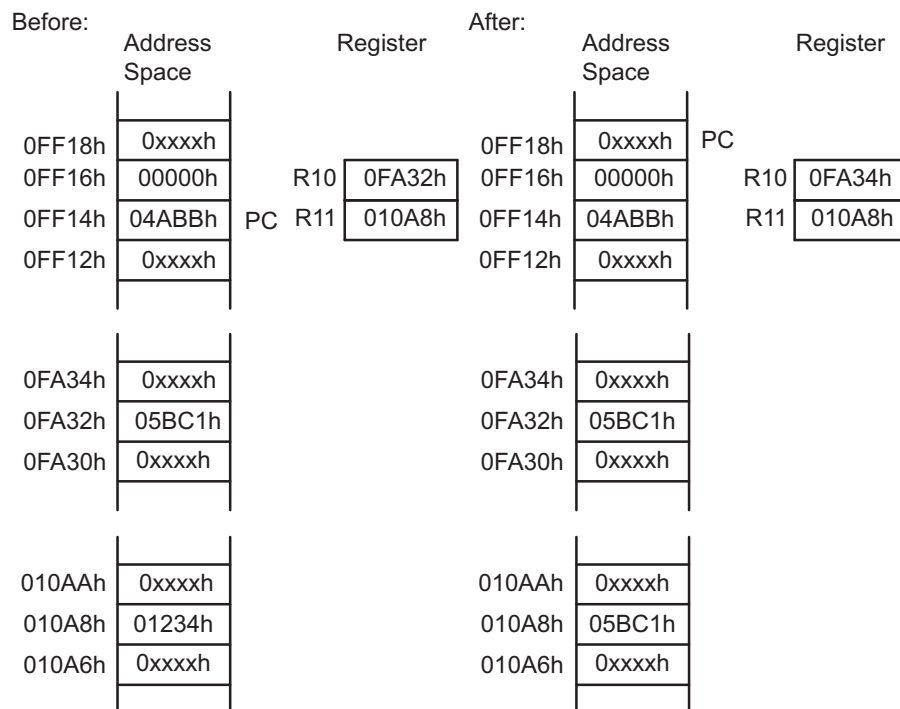 Before:
Address Space
Register
0FF18h 0xxxxh
0FF16h 00000h R10 0FA32h
0FF14h 04ABBh PC R11 010A8h
0FF12h 0xxxxh
0FA34h 0xxxxh
0FA32h 05BC1h
0FA30h 0xxxxh
010AAh 0xxxxh
010A8h 01234h
010A6h 0xxxxh
After:
Address Space
Register
0FF18h 0xxxxh PC
0FF16h 00000h R10 0FA34h
0FF14h 04ABBh R11 010A8h
0FF12h 0xxxxh
0FA34h 0xxxxh
0FA32h 05BC1h
0FA30h 0xxxxh
010AAh 0xxxxh
010A8h 05BC1h
010A6h 0xxxxh